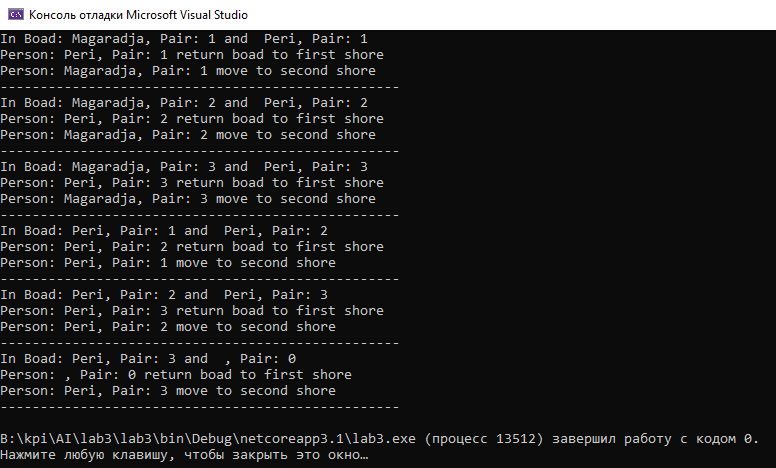 C:\ Консоль отладки Microsoft Visual Studio
In Boad: Magaradja, Pair: 1 and  Peri, Pair: 1
Person: Peri, Pair: 1 return boad to first shore
Person: Magaradja, Pair: 1 move to second shore
--------------------------------------------------
In Boad: Magaradja, Pair: 2 and  Peri, Pair: 2
Person: Peri, Pair: 2 return boad to first shore
Person: Magaradja, Pair: 2 move to second shore
--------------------------------------------------
In Boad: Magaradja, Pair: 3 and  Peri, Pair: 3
Person: Peri, Pair: 3 return boad to first shore
Person: Magaradja, Pair: 3 move to second shore
--------------------------------------------------
In Boad: Peri, Pair: 1 and  Peri, Pair: 2
Person: Peri, Pair: 2 return boad to first shore
Person: Peri, Pair: 1 move to second shore
--------------------------------------------------
In Boad: Peri, Pair: 2 and  Peri, Pair: 3
Person: Peri, Pair: 3 return boad to first shore
Person: Peri, Pair: 2 move to second shore
--------------------------------------------------
In Boad: Peri, Pair: 3 and  , Pair: 0
Person: , Pair: 0 return boad to first shore
Person: Peri, Pair: 3 move to second shore
--------------------------------------------------
B:\kpi\AI\lab3\lab3\bin\Debug\netcoreapp3.1\lab3.exe (процесс 13512) завершил работу с кодом 0.
Нажмите любую клавишу, чтобы закрыть это окно…